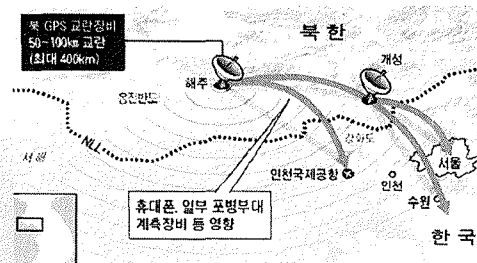 북 GPS 교란장비
50~100㎞ 교란
(최대 400km)
북 한
개성
해주
옹진반도
강화도
서해
NLL
서울
인천국제공항
인천
수원
휴대폰, 일부 포병부대
계측장비 등 영향
한 국